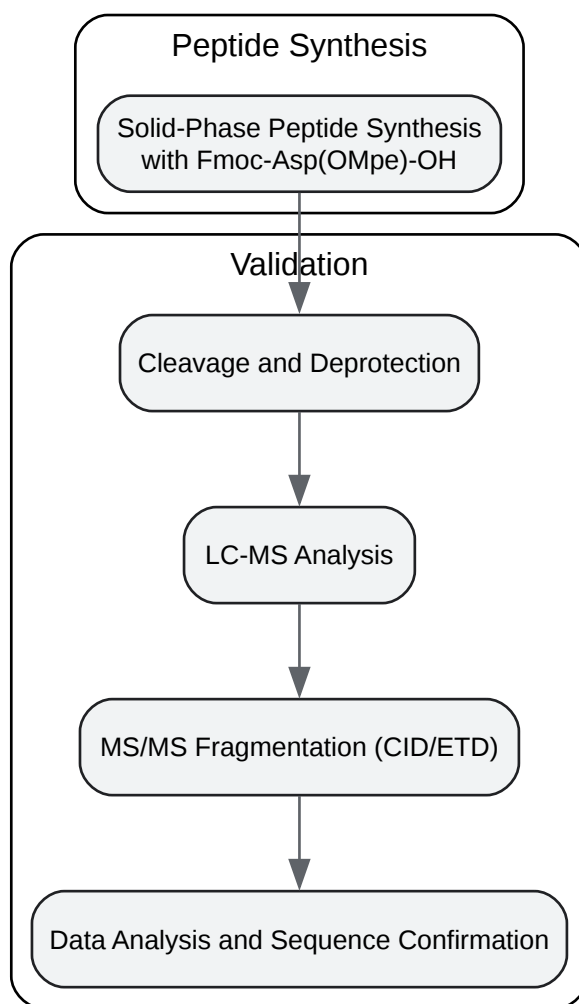 Peptide Synthesis
Solid-Phase Peptide Synthesis
with Fmoc-Asp(OMpe)-OH
Validation
Cleavage and Deprotection
LC-MS Analysis
MS/MS Fragmentation (CID/ETD)
Data Analysis and Sequence Confirmation